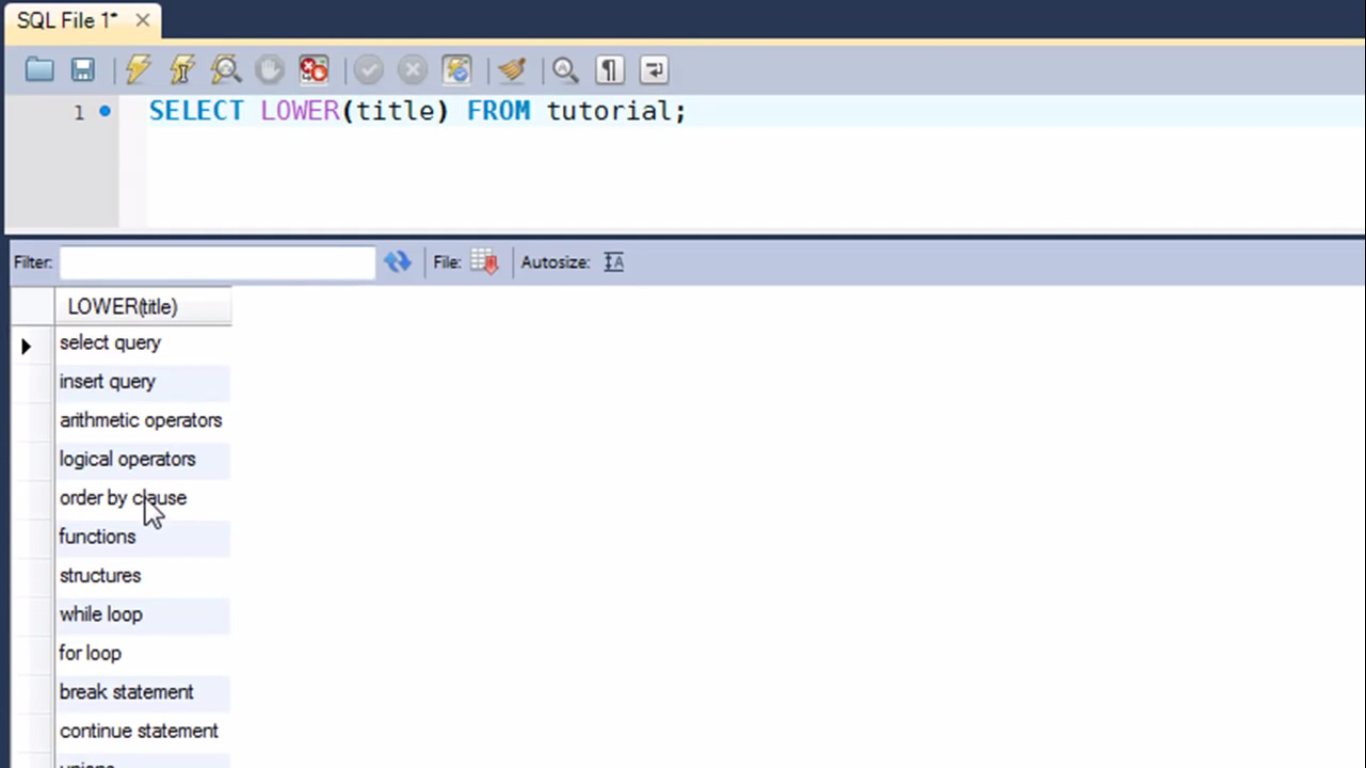 SQL File 1*
1 SELECT LOWER(title) FROM tutorial;
Filter: File: Autosize:
LOWER(title)
select query
insert query
arithmetic operators
logical operators
order by clause
functions
structures
while loop
for loop
break statement
continue statement